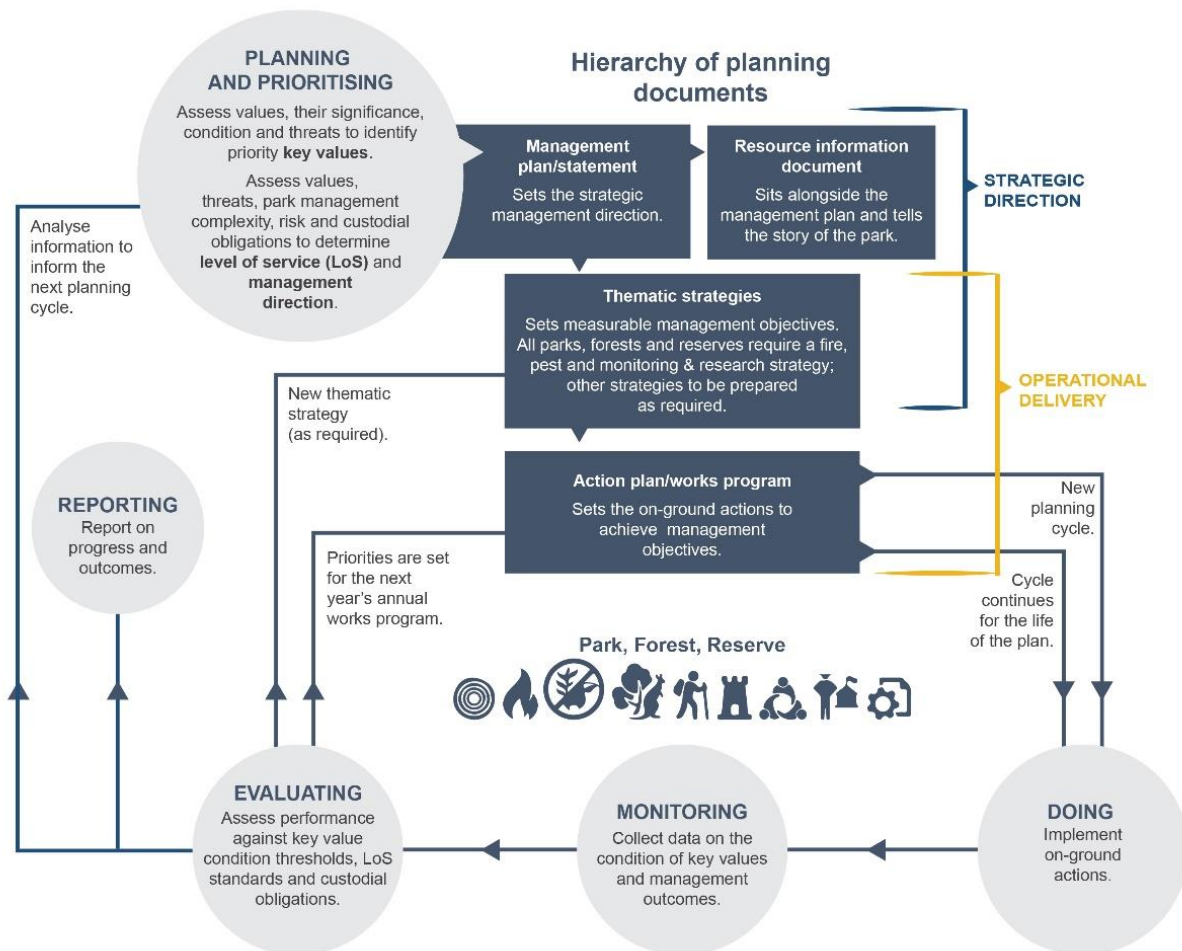 PLANNING
AND PRIORITISING
Assess values, their significance,
condition and threats to identify
priority key values.
Assess values,
threats, park management
complexity, risk and custodial
obligations to determine
level of service (LoS) and
management
direction.
Hierarchy of planning
documents
Management
plan/statement
Sets the strategic
management direction.
Resource information
document
Sits alongside the
management plan and tells
the story of the park.
STRATEGIC
DIRECTION
Analyse
information to
inform the
next planning
cycle.
Thematic strategies
Sets measurable management objectives.
All parks, forests and reserves require a fire,
pest and monitoring & research strategy;
other strategies to be prepared
as required.
OPERATIONAL
DELIVERY
New thematic
strategy
(as required).
Action plan/works program
Sets the on-ground actions to
achieve management
objectives.
New
planning
cycle.
REPORTING
Report on
progress and
outcomes.
Priorities are set
for the next
year's annual
works program.
Cycle
continues
for the life
of the plan.
Park, Forest, Reserve
EVALUATING
Assess performance
against key value
condition thresholds, LoS
standards and custodial
obligations.
MONITORING
Collect data on the
condition of key values
and management
outcomes.
DOING
Implement
on-ground
actions.